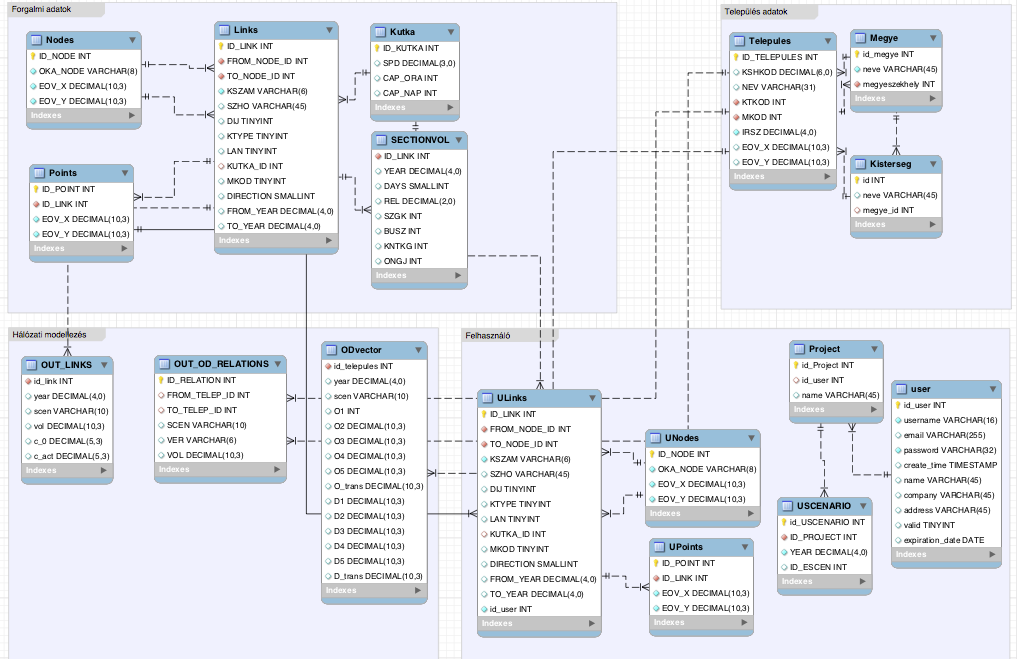 Forgalmi adatok
Nodes
ID_NODE INT
OKA_NODE VARCHAR(8)
EOV_X DECIMAL(10,3)
EOV_Y DECIMAL(10,3)
Indexes
Links
ID_LINK INT
FROM_NODE_ID INT
TO_NODE_ID INT
KSZAM VARCHAR(6)
SZHO VARCHAR(45)
DIJ TINYINT
KTYPE TINYINT
LAN TINYINT
KUTKA_ID INT
MKOD TINYINT
DIRECTION SMALLINT
FROM_YEAR DECIMAL(4,0)
TO_YEAR DECIMAL(4,0)
Indexes
Kutka
ID_KUTKA INT
SPD DECIMAL(3,0)
CAP_ORA INT
CAP_NAP INT
Indexes
SECTIONVOL
ID_LINK INT
YEAR DECIMAL(4,0)
DAYS SMALLINT
REL DECIMAL(2,0)
SZGK INT
BUSZ INT
KNTKG INT
ONGJ INT
Indexes
Points
ID_POINT INT
ID_LINK INT
EOV_X DECIMAL(10,3)
EOV_Y DECIMAL(10,3)
Indexes
Település adatok
Telepules
ID_TELEPULES INT
KSHKOD DECIMAL(6,0)
NEV VARCHAR(31)
KTKOD INT
MKOD INT
IRSZ DECIMAL(4,0)
EOV_X DECIMAL(10,3)
EOV_Y DECIMAL(10,3)
Indexes
Megye
id_megye INT
neve VARCHAR(45)
megyeszekhely INT
Indexes
Kisterseg
id INT
neve VARCHAR(45)
megye_id INT
Indexes
Hálózati modellezés
OUT_LINKS
id_link INT
year DECIMAL(4,0)
scen VARCHAR(10)
vol DECIMAL(10,3)
c_0 DECIMAL(5,3)
c_act DECIMAL(5,3)
Indexes
OUT_OD_RELATIONS
ID_RELATION INT
FROM_TELEP_ID INT
TO_TELEP_ID INT
SCEN VARCHAR(10)
VER VARCHAR(6)
VOL DECIMAL(10,3)
Indexes
ODvector
id_telepules INT
year DECIMAL(4,0)
scen VARCHAR(10)
O1 INT
O2 DECIMAL(10,3)
O3 DECIMAL(10,3)
O4 DECIMAL(10,3)
O5 DECIMAL(10,3)
O_trans DECIMAL(10,3)
D1 DECIMAL(10,3)
D2 DECIMAL(10,3)
D3 DECIMAL(10,3)
D4 DECIMAL(10,3)
D5 DECIMAL(10,3)
D_trans DECIMAL(10,3)
Indexes
Felhasználó
ULinks
ID_LINK INT
FROM_NODE_ID INT
TO_NODE_ID INT
KSZAM VARCHAR(6)
SZHO VARCHAR(45)
DIJ TINYINT
KTYPE TINYINT
LAN TINYINT
KUTKA_ID INT
MKOD TINYINT
DIRECTION SMALLINT
FROM_YEAR DECIMAL(4,0)
TO_YEAR DECIMAL(4,0)
id_user INT
Indexes
UNodes
ID_NODE INT
OKA_NODE VARCHAR(8)
EOV_X DECIMAL(10,3)
EOV_Y DECIMAL(10,3)
Indexes
UPoints
ID_POINT INT
ID_LINK INT
EOV_X DECIMAL(10,3)
EOV_Y DECIMAL(10,3)
Indexes
Project
id_Project INT
id_user INT
name VARCHAR(45)
Indexes
USCENARIO
id_USCENARIO INT
ID_PROJECT INT
YEAR DECIMAL(4,0)
ID_ESCEN INT
Indexes
user
id_user INT
username VARCHAR(16)
email VARCHAR(255)
password VARCHAR(32)
create_time TIMESTAMP
name VARCHAR(45)
company VARCHAR(45)
address VARCHAR(45)
valid TINYINT
expiration_date DATE
Indexes